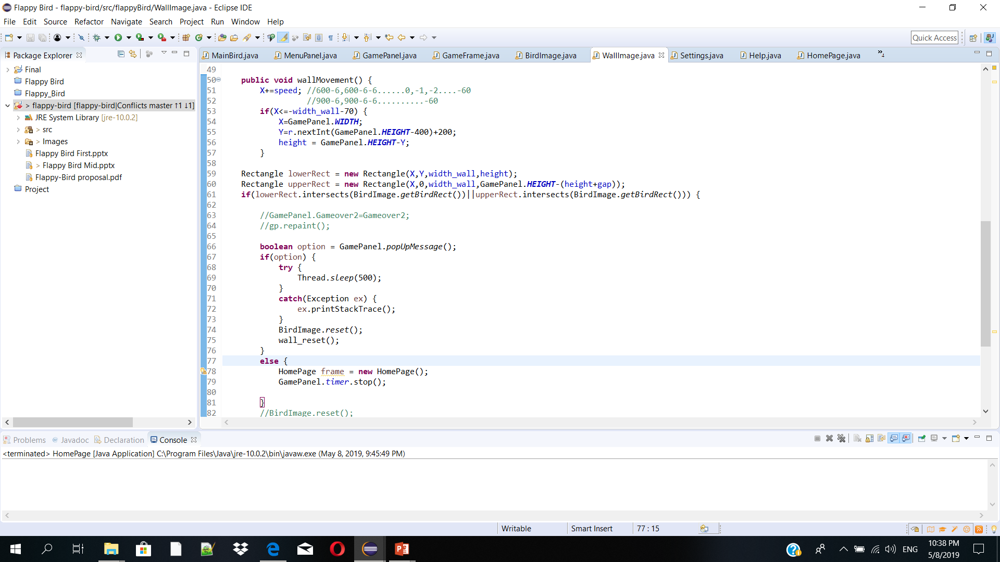 Flappy Bird - flappy-bird/src/flappyBird/WallImage.java - Eclipse IDE
File Edit Source Refactor Navigate Search Project Run Window Help
Quick Access
Package Explorer
MainBird.java MenuPanel.java GamePanel.java GameFrame.java BirdImage.java WallImage.java Settings.java Help.java HomePage.java »4
Final
Flappy Bird
Flappy_Bird
> flappy-bird [flappy-bird|Conflicts master ↑1 ↓1]
JRE System Library [jre-10.0.2]
> src
> Images
Flappy Bird First.pptx
> Flappy Bird Mid.pptx
Flappy-Bird proposal.pdf
Project
49
50 public void wallMovement() {
51 X+=speed; //600-6,600-6-6......0,-1,-2....-60
52 //900-6,900-6-6..........-60
53 if(X<=-width_wall-70) {
54 X=GamePanel.WIDTH;
55 Y=r.nextInt(GamePanel.HEIGHT-400)+200;
56 height = GamePanel.HEIGHT-Y;
57 }
58
59 Rectangle lowerRect = new Rectangle(X,Y,width_wall,height);
60 Rectangle upperRect = new Rectangle(X,0,width_wall,GamePanel.HEIGHT-(height+gap));
61 if(lowerRect.intersects(BirdImage.getBirdRect())||upperRect.intersects(BirdImage.getBirdRect())) {
62
63 //GamePanel.Gameover2=Gameover2;
64 //gp.repaint();
65
66 boolean option = GamePanel.popUpMessage();
67 if(option) {
68 try {
69 Thread.sleep(500);
70 }
71 catch(Exception ex) {
72 ex.printStackTrace();
73 }
74 BirdImage.reset();
75 wall_reset();
76 }
77 else {
78 HomePage frame = new HomePage();
79 GamePanel.timer.stop();
80
81 }
82 //BirdImage.reset();
Problems @ Javadoc Declaration Console
<terminated> HomePage [Java Application] C:\Program Files\Java\jre-10.0.2\bin\javaw.exe (May 8, 2019, 9:45:49 PM)
Writable Smart Insert 77 : 15
ENG
10:38 PM
5/8/2019